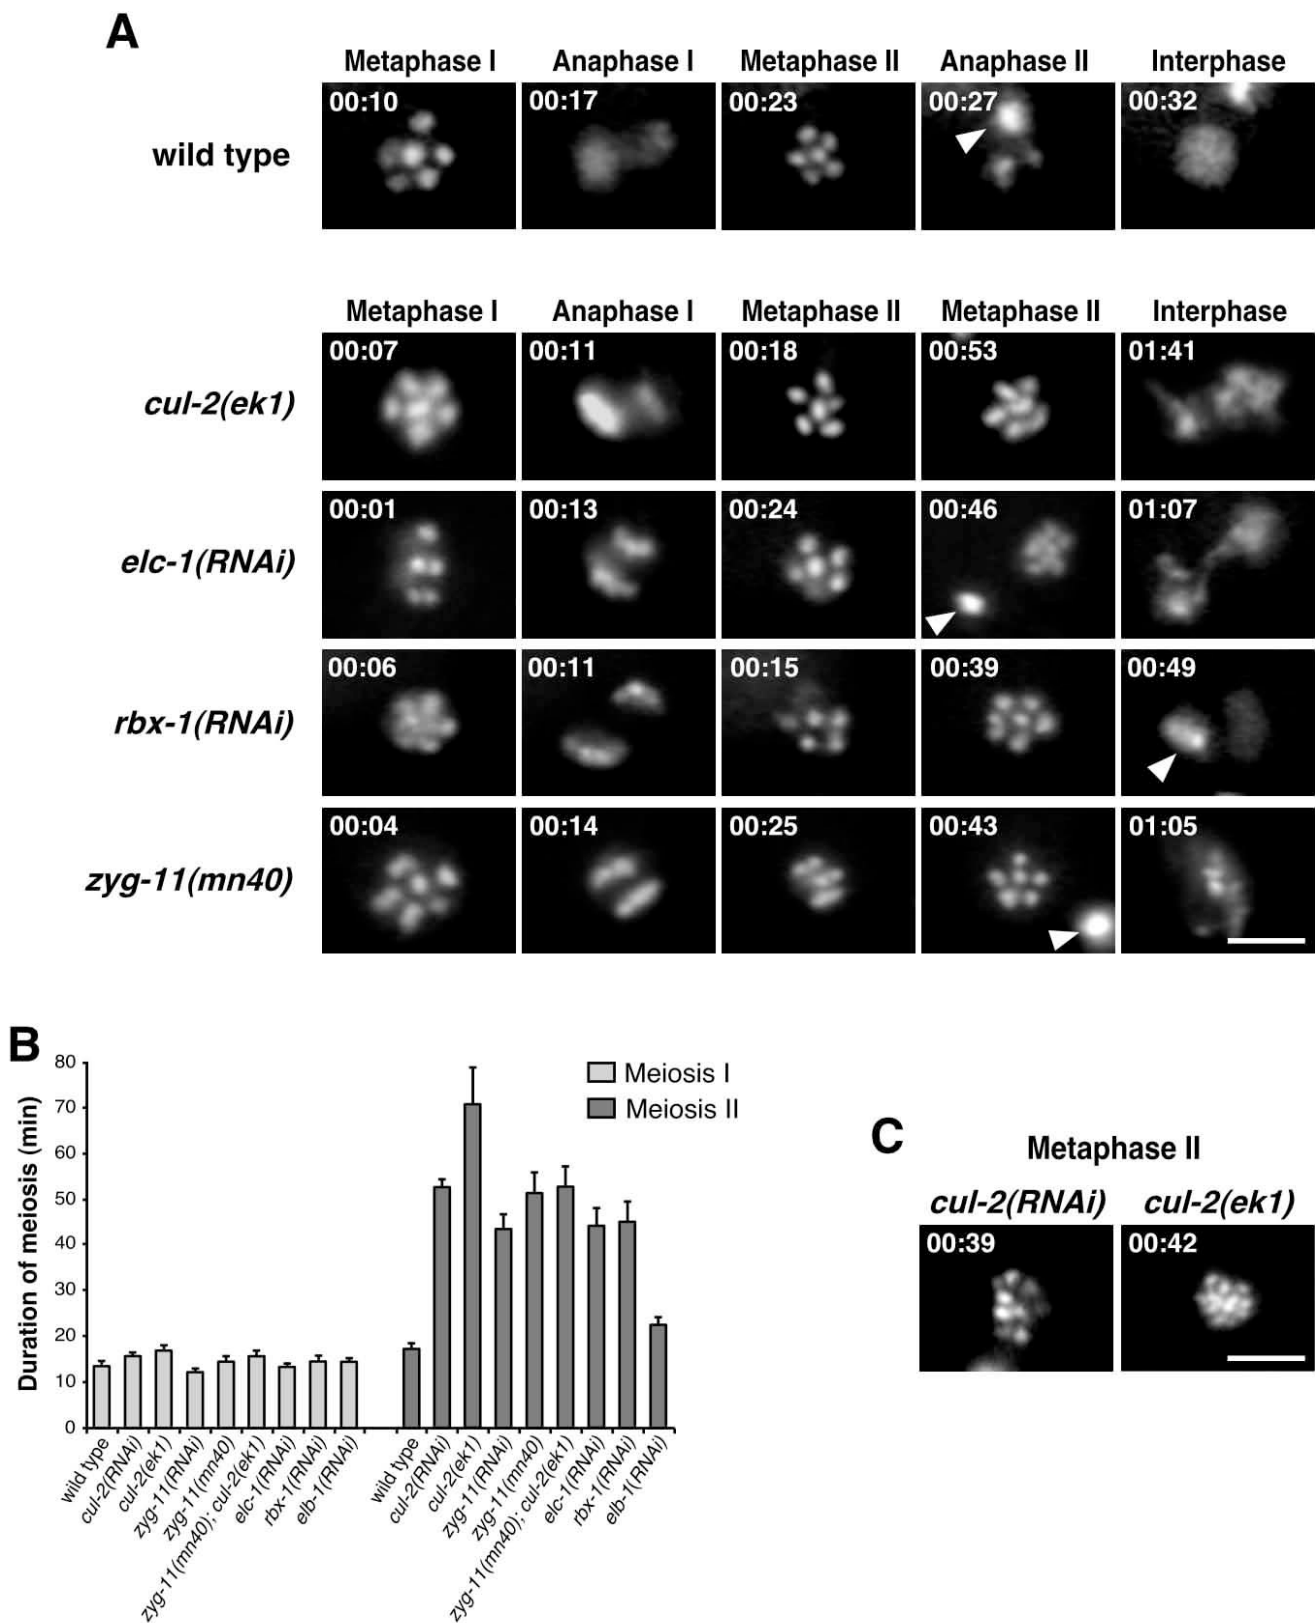 A
Metaphase I Anaphase I Metaphase II Anaphase II Interphase
wild type 00:10 00:17 00:23 00:27 00:32
Metaphase I Anaphase I Metaphase II Metaphase II Interphase
cul-2(ek1) 00:07 00:11 00:18 00:53 01:41
elc-1(RNAi) 00:01 00:13 00:24 00:46 01:07
rbx-1(RNAi) 00:06 00:11 00:15 00:39 00:49
zyg-11(mn40) 00:04 00:14 00:25 00:43 01:05
B
Duration of meiosis (min)
80
70
60
50
40
30
20
10
0
Meiosis I
Meiosis II
wild type
cul-2(RNAi)
cul-2(ek1)
zyg-11(RNAi)
zyg-11(mn40)
zyg-11(mn40); cul-2(ek1)
elc-1(RNAi)
rbx-1(RNAi)
elb-1(RNAi)
wild type
cul-2(RNAi)
cul-2(ek1)
zyg-11(RNAi)
zyg-11(mn40)
zyg-11(mn40); cul-2(ek1)
elc-1(RNAi)
rbx-1(RNAi)
elb-1(RNAi)
C
Metaphase II
cul-2(RNAi) cul-2(ek1)
00:39 00:42